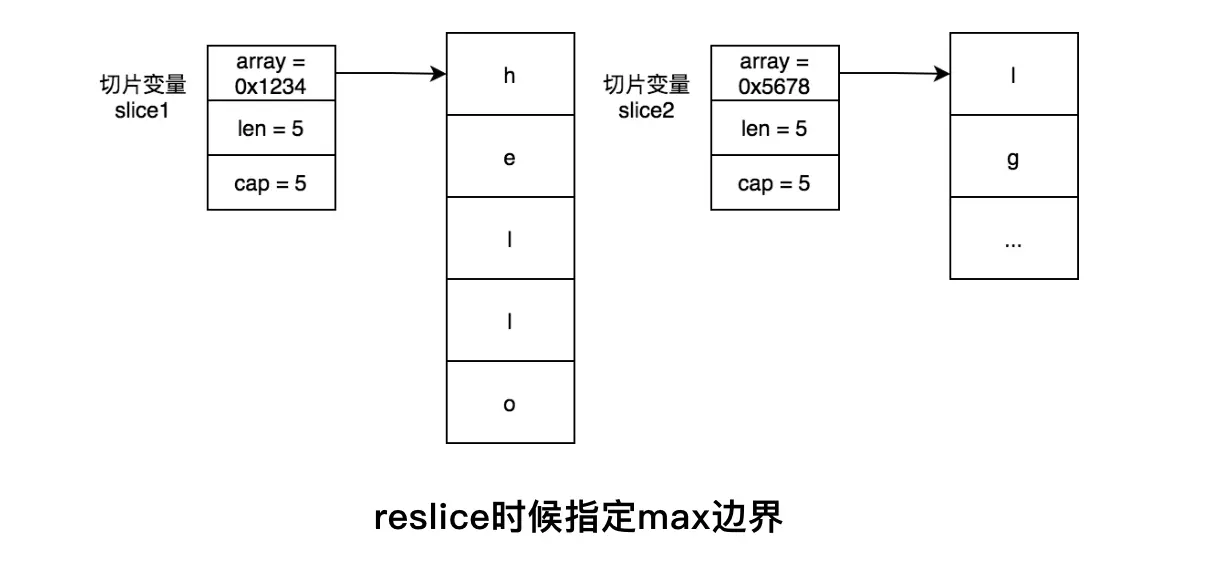 切片变量
slice1
array =
0x1234
len = 5
cap = 5
h
e
l
l
o
切片变量
slice2
array =
0x5678
len = 5
cap = 5
l
g
...
reslice时候指定max边界